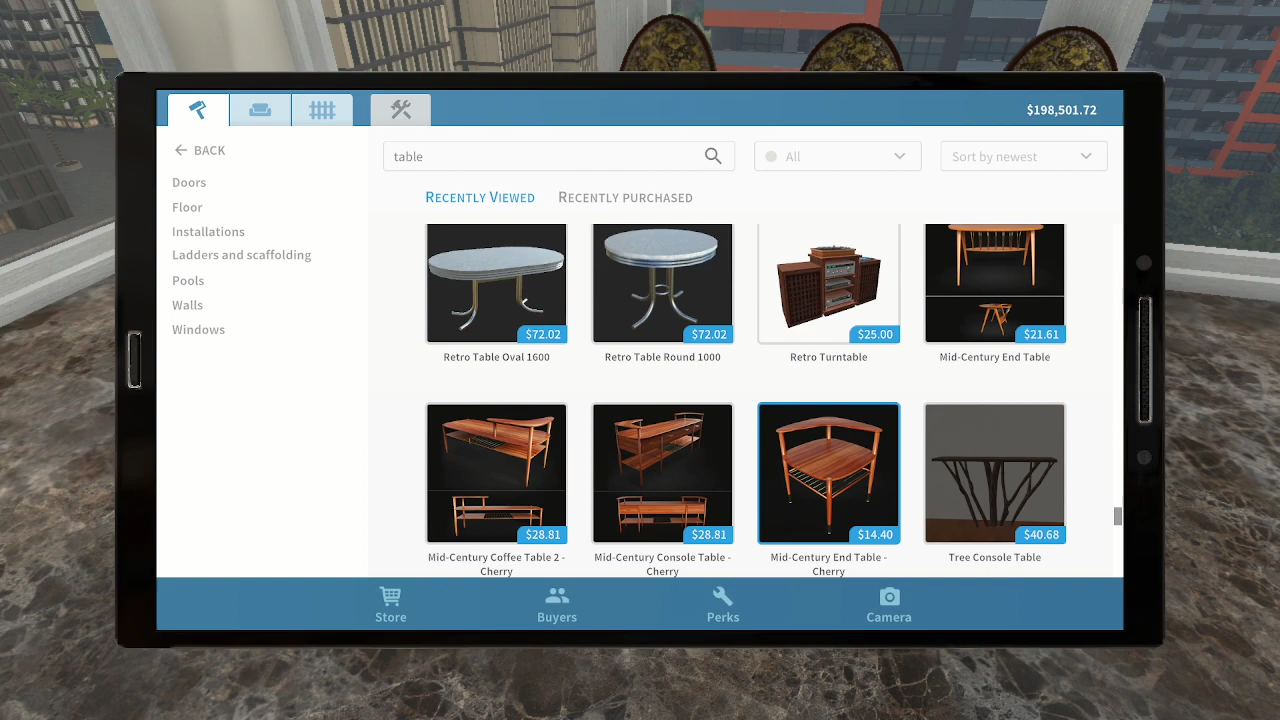 $198,501.72
BACK
table
All
Sort by newest
Doors
Floor
Installations
Ladders and scaffolding
Pools
Walls
Windows
RECENTLY VIEWED
RECENTLY PURCHASED
$72.02
$72.02
$25.00
$21.61
Retro Table Oval 1600
Retro Table Round 1000
Retro Turntable
Mid-Century End Table
$28.81
$28.81
$14.40
$40.68
Mid-Century Coffee Table 2 -
Cherry
Mid-Century Console Table -
Cherry
Mid-Century End Table -
Cherry
Tree Console Table
Store
Buyers
Perks
Camera